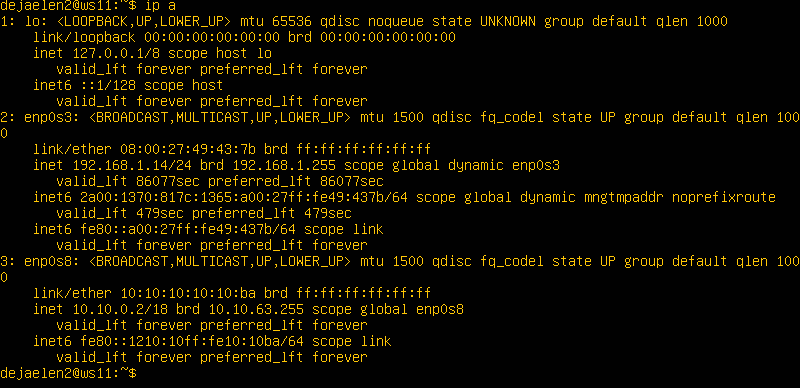 dejaelen2@ws11:~$ ip a
1: lo: <LOOPBACK,UP,LOWER_UP> mtu 65536 qdisc noqueue state UNKNOWN group default qlen 1000
    link/loopback 00:00:00:00:00:00 brd 00:00:00:00:00:00
    inet 127.0.0.1/8 scope host lo
       valid_lft forever preferred_lft forever
    inet6 ::1/128 scope host
       valid_lft forever preferred_lft forever
2: enp0s3: <BROADCAST,MULTICAST,UP,LOWER_UP> mtu 1500 qdisc fq_codel state UP group default qlen 100
0
    link/ether 08:00:27:49:43:7b brd ff:ff:ff:ff:ff:ff
    inet 192.168.1.14/24 brd 192.168.1.255 scope global dynamic enp0s3
       valid_lft 86077sec preferred_lft 86077sec
    inet6 2a00:1370:817c:1365:a00:27ff:fe49:437b/64 scope global dynamic mngtmpaddr noprefixroute
       valid_lft 479sec preferred_lft 479sec
    inet6 fe80::a00:27ff:fe49:437b/64 scope link
       valid_lft forever preferred_lft forever
3: enp0s8: <BROADCAST,MULTICAST,UP,LOWER_UP> mtu 1500 qdisc fq_codel state UP group default qlen 100
0
    link/ether 10:10:10:10:10:ba brd ff:ff:ff:ff:ff:ff
    inet 10.10.0.2/18 brd 10.10.63.255 scope global enp0s8
       valid_lft forever preferred_lft forever
    inet6 fe80::1210:10ff:fe10:10ba/64 scope link
       valid_lft forever preferred_lft forever
dejaelen2@ws11:~$